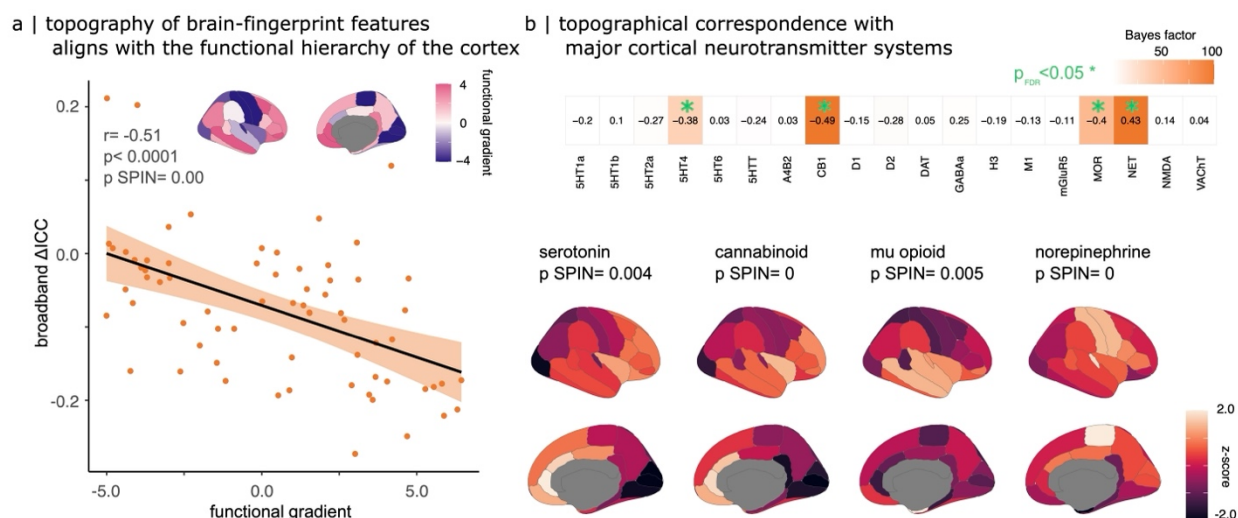 a | topography of brain-fingerprint features
aligns with the functional hierarchy of the cortex
0.2
0.0
-0.2
broadband ΔICC
r= -0.51
p< 0.0001
p SPIN= 0.00
4
-4
functional gradient
-5.0 0.0 5.0
functional gradient
b | topographical correspondence with
major cortical neurotransmitter systems
Bayes factor
50 100
pFDR<0.05 *
* * * *
-0.2 0.1 -0.27 -0.38 0.03 -0.24 0.03 -0.49 -0.15 -0.28 0.05 0.25 -0.19 -0.13 -0.11 -0.4 0.43 0.14 0.04
5HT1a 5HT1b 5HT2a 5HT4 5HT6 5HTT A4B2 CB1 D1 D2 DAT GABAa H3 M1 mGluR5 MOR NET NMDA VAChT
serotonin cannabinoid mu opioid norepinephrine
p SPIN= 0.004 p SPIN= 0 p SPIN= 0.005 p SPIN= 0
2.0
z-score
-2.0